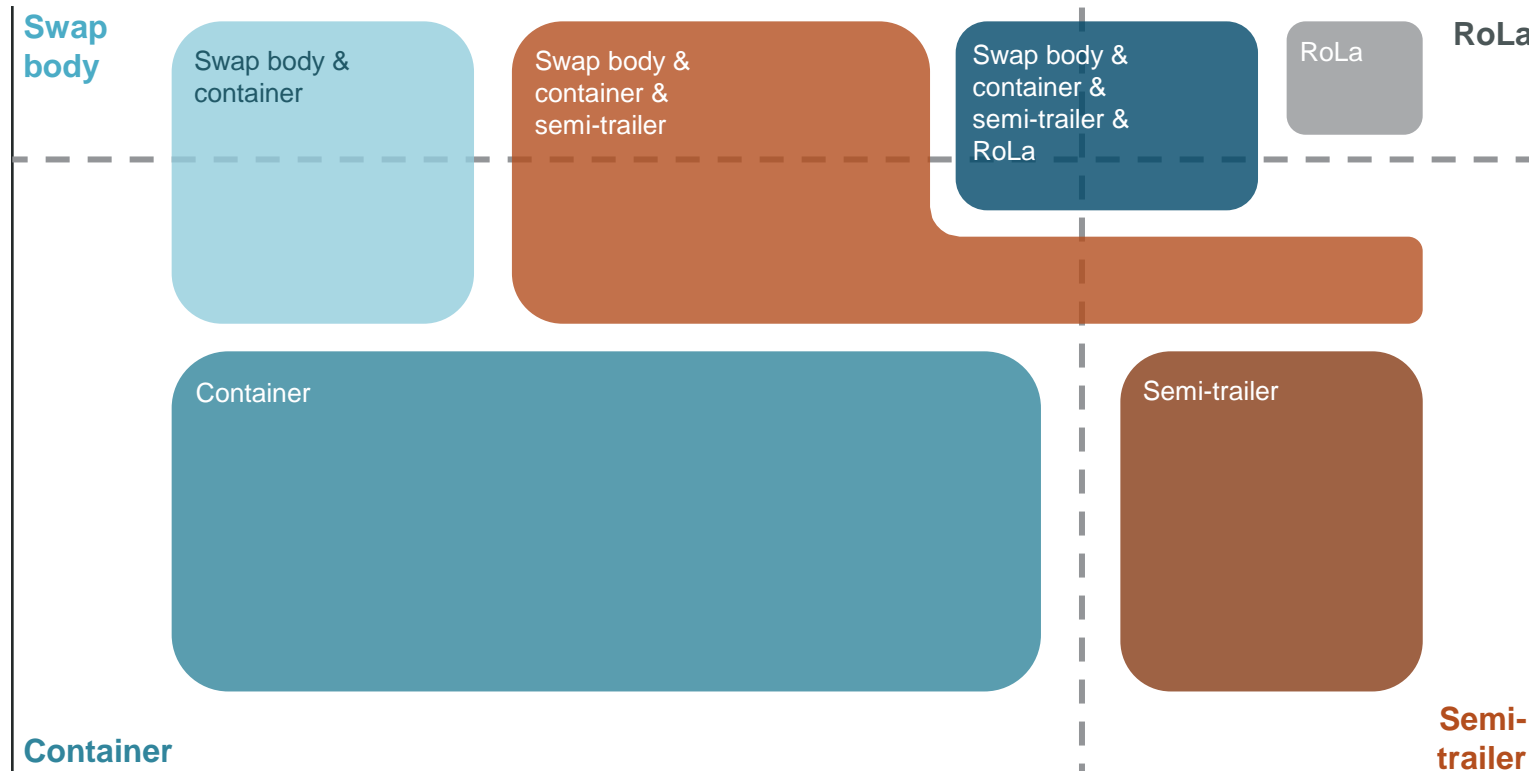 Swap
body
Swap body &
container
Swap body &
container &
semi-trailer
Swap body &
container &
semi-trailer &
RoLa
RoLa
RoLa
Container
Semi-trailer
Container
Semi-
trailer